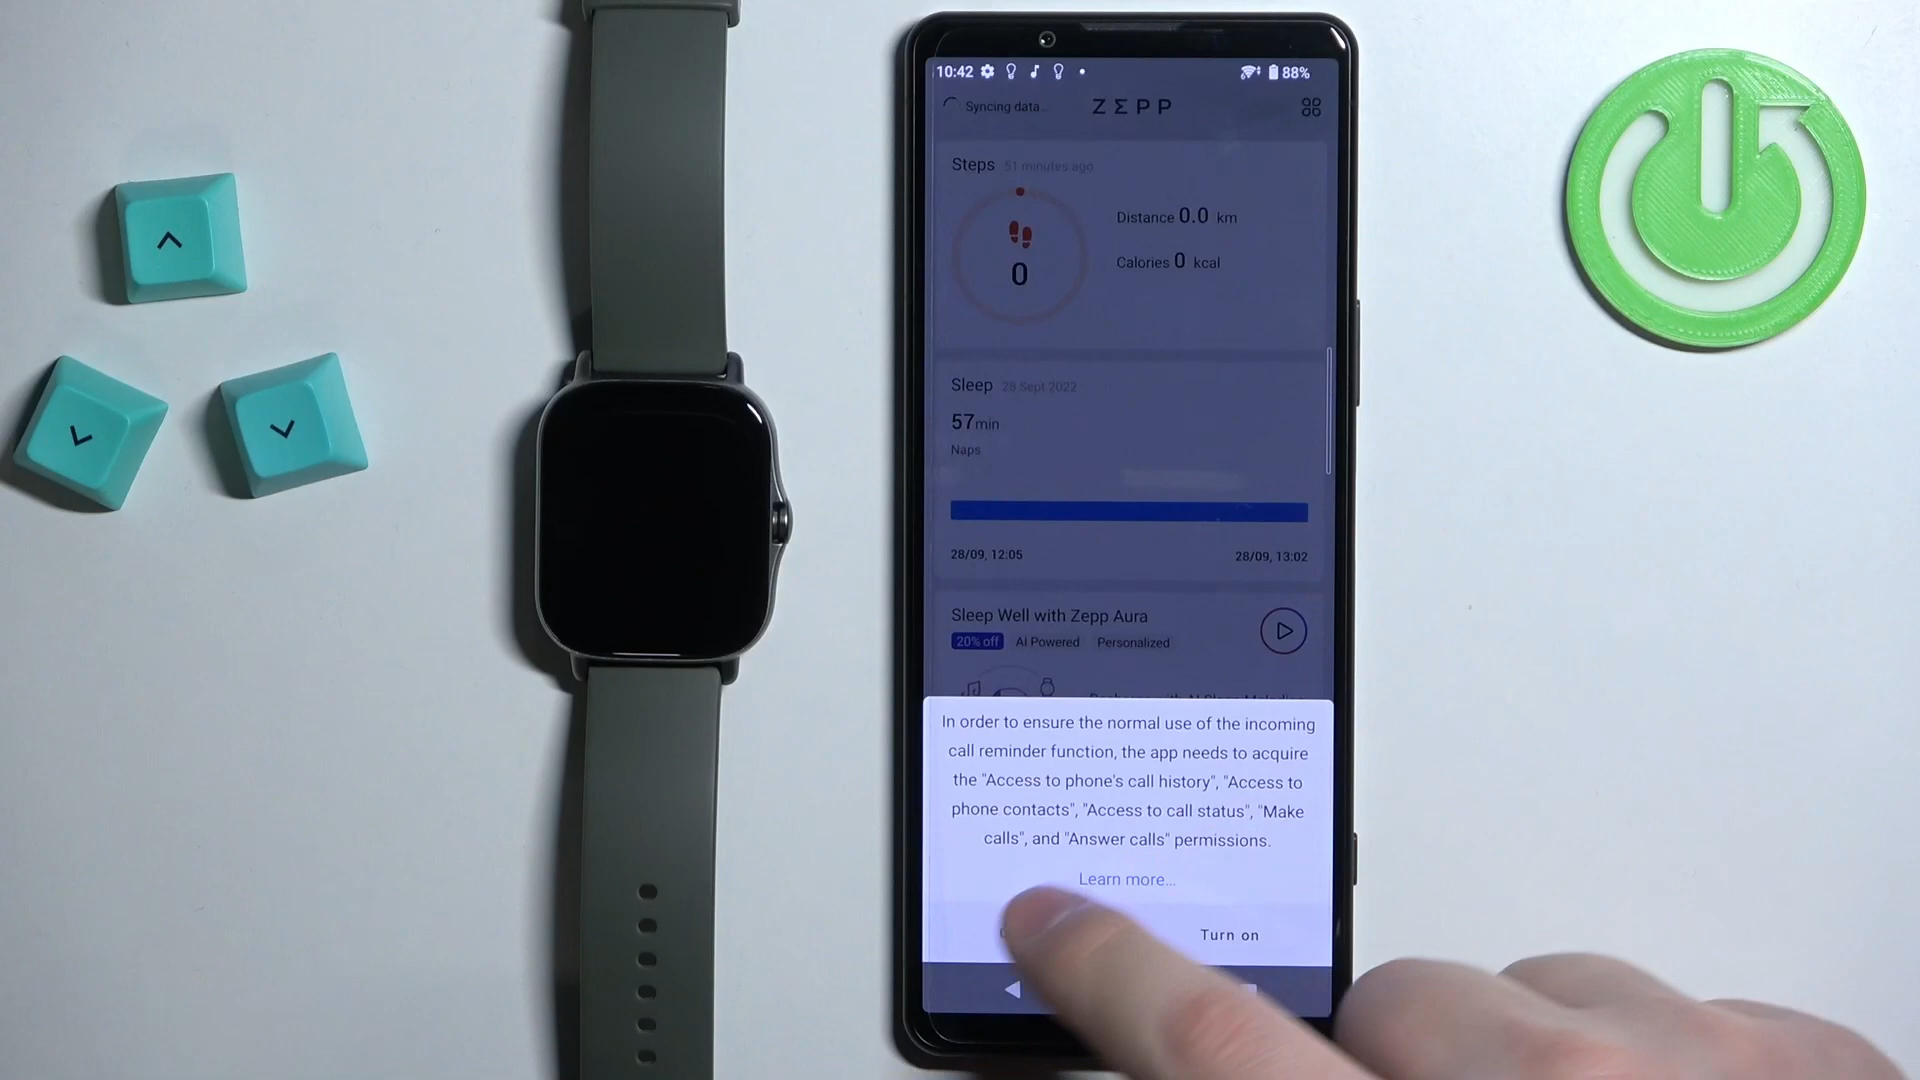 10:42
88%
Syncing data...
ZΣPP
Steps 51 minutes ago
Distance 0.0 km
0
Calories 0 kcal
Sleep 28 Sept 2022
57min
Naps
28/09, 12:05
28/09, 13:02
Sleep Well with Zepp Aura
20% off AI Powered Personalized
In order to ensure the normal use of the incoming
call reminder function, the app needs to acquire
the "Access to phone's call history", "Access to
phone contacts", "Access to call status", "Make
calls", and "Answer calls" permissions.
Learn more...
Turn on